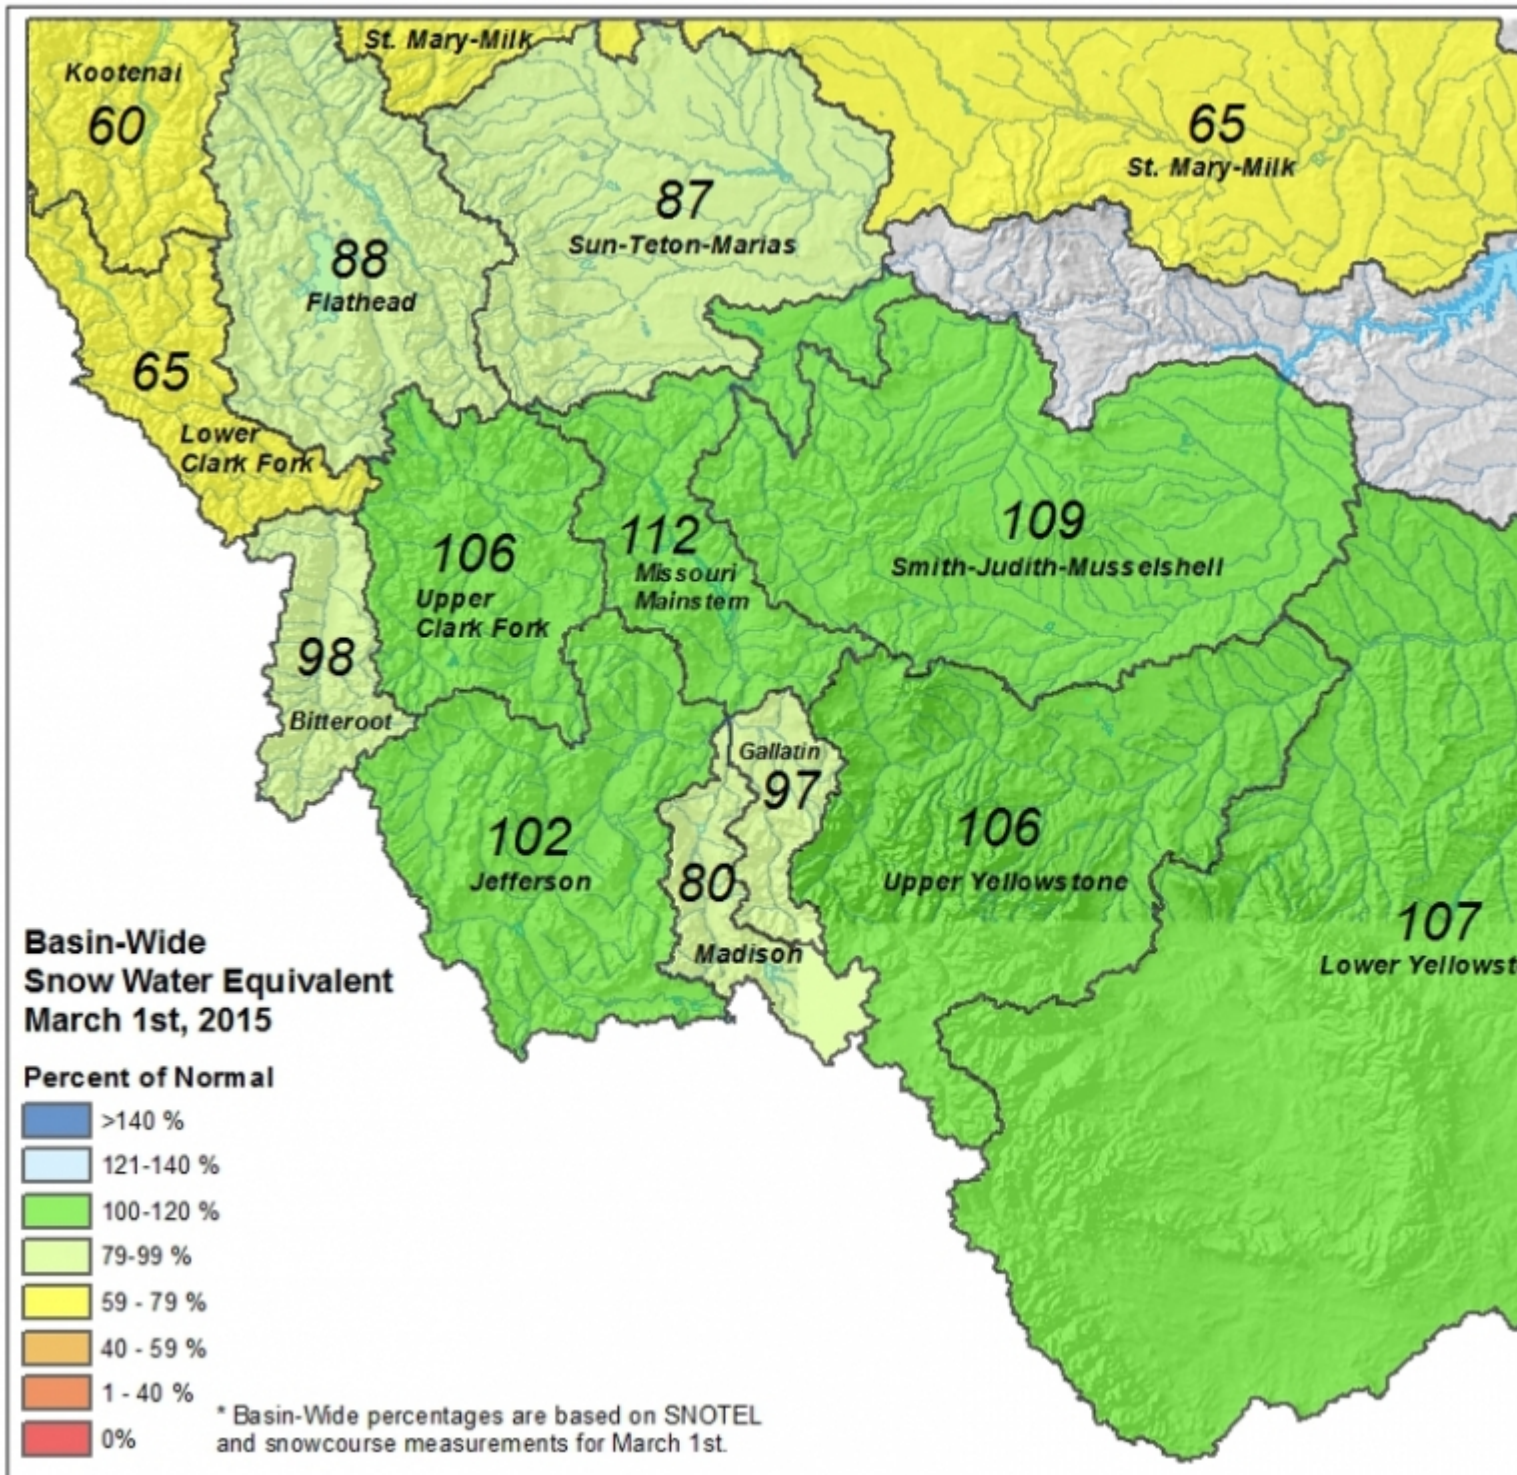 St. Mary-Milk
Kootenai
60
65
St. Mary-Milk
87
Sun-Teton-Marias
88
Flathead
65
Lower
Clark Fork
109
Smith-Judith-Musselshell
112
Missouri
Mainstem
106
Upper
Clark Fork
98
Bitteroot
Gallatin
97
102
Jefferson
106
Upper Yellowstone
80
Madison
107
Lower Yellowst
Basin-Wide
Snow Water Equivalent
March 1st, 2015
Percent of Normal
>140 %
121-140 %
100-120 %
79-99 %
59 - 79 %
40 - 59 %
1 - 40 %
0%
* Basin-Wide percentages are based on SNOTEL
and snowcourse measurements for March 1st.